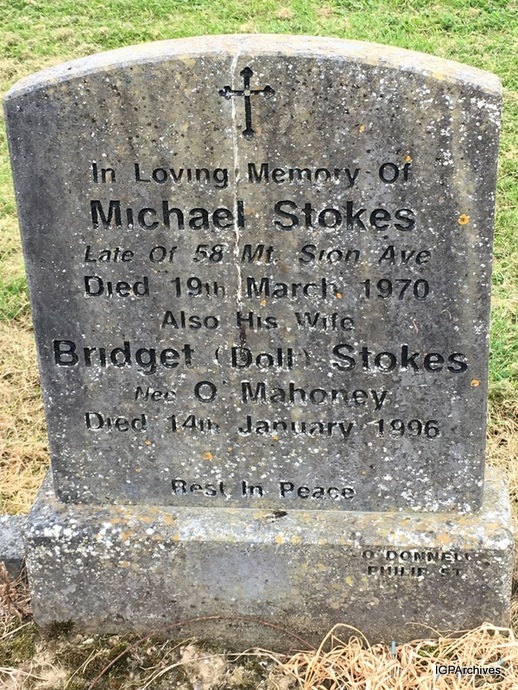 In Loving Memory Of
Michael Stokes
Late Of 58 Mt. Sion Ave
Died 19th March 1970
Also His Wife
Bridget (Doll) Stokes
Nee O' Mahoney
Died 14th January 1996
Rest In Peace
O'DONNELL
PHILIP ST
IGPArchives